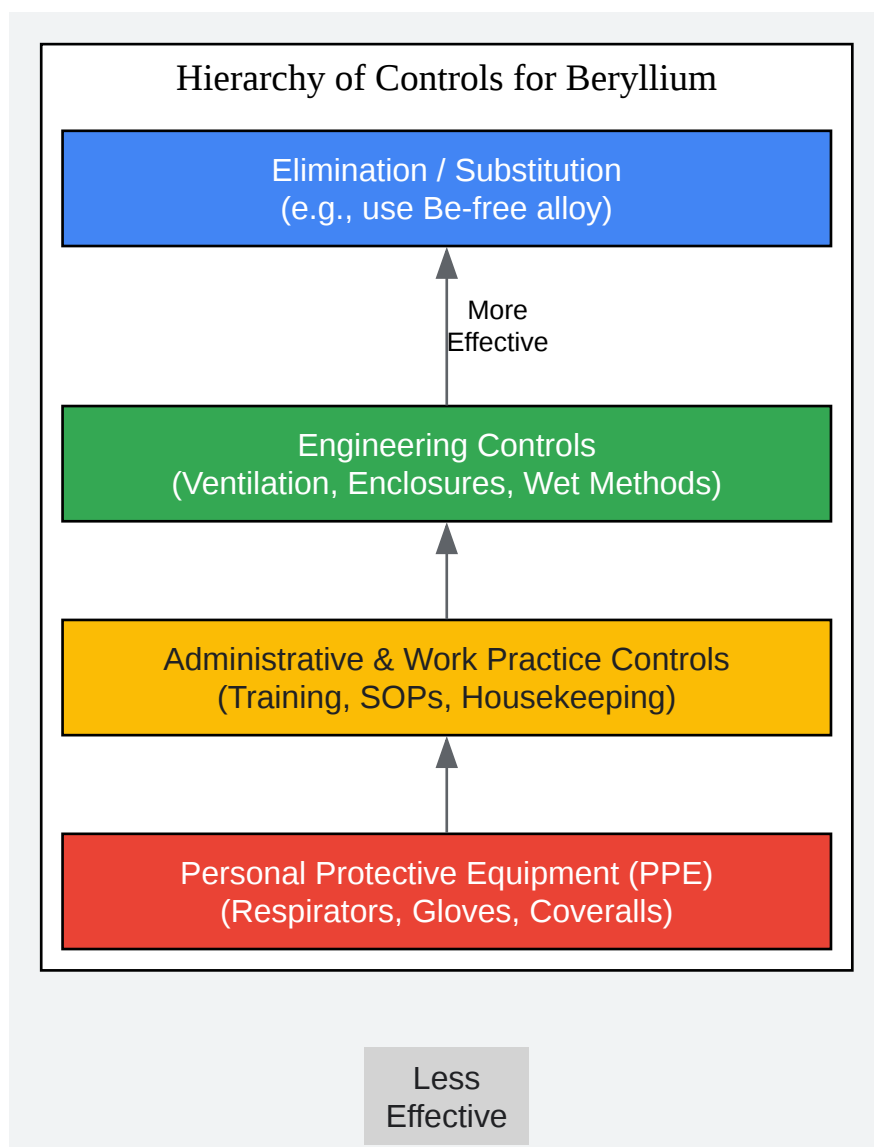 Hierarchy of Controls for Beryllium
Elimination / Substitution
(e.g., use Be-free alloy)
More
Effective
Engineering Controls
(Ventilation, Enclosures, Wet Methods)
Administrative & Work Practice Controls
(Training, SOPs, Housekeeping)
Personal Protective Equipment (PPE)
(Respirators, Gloves, Coveralls)
Less
Effective